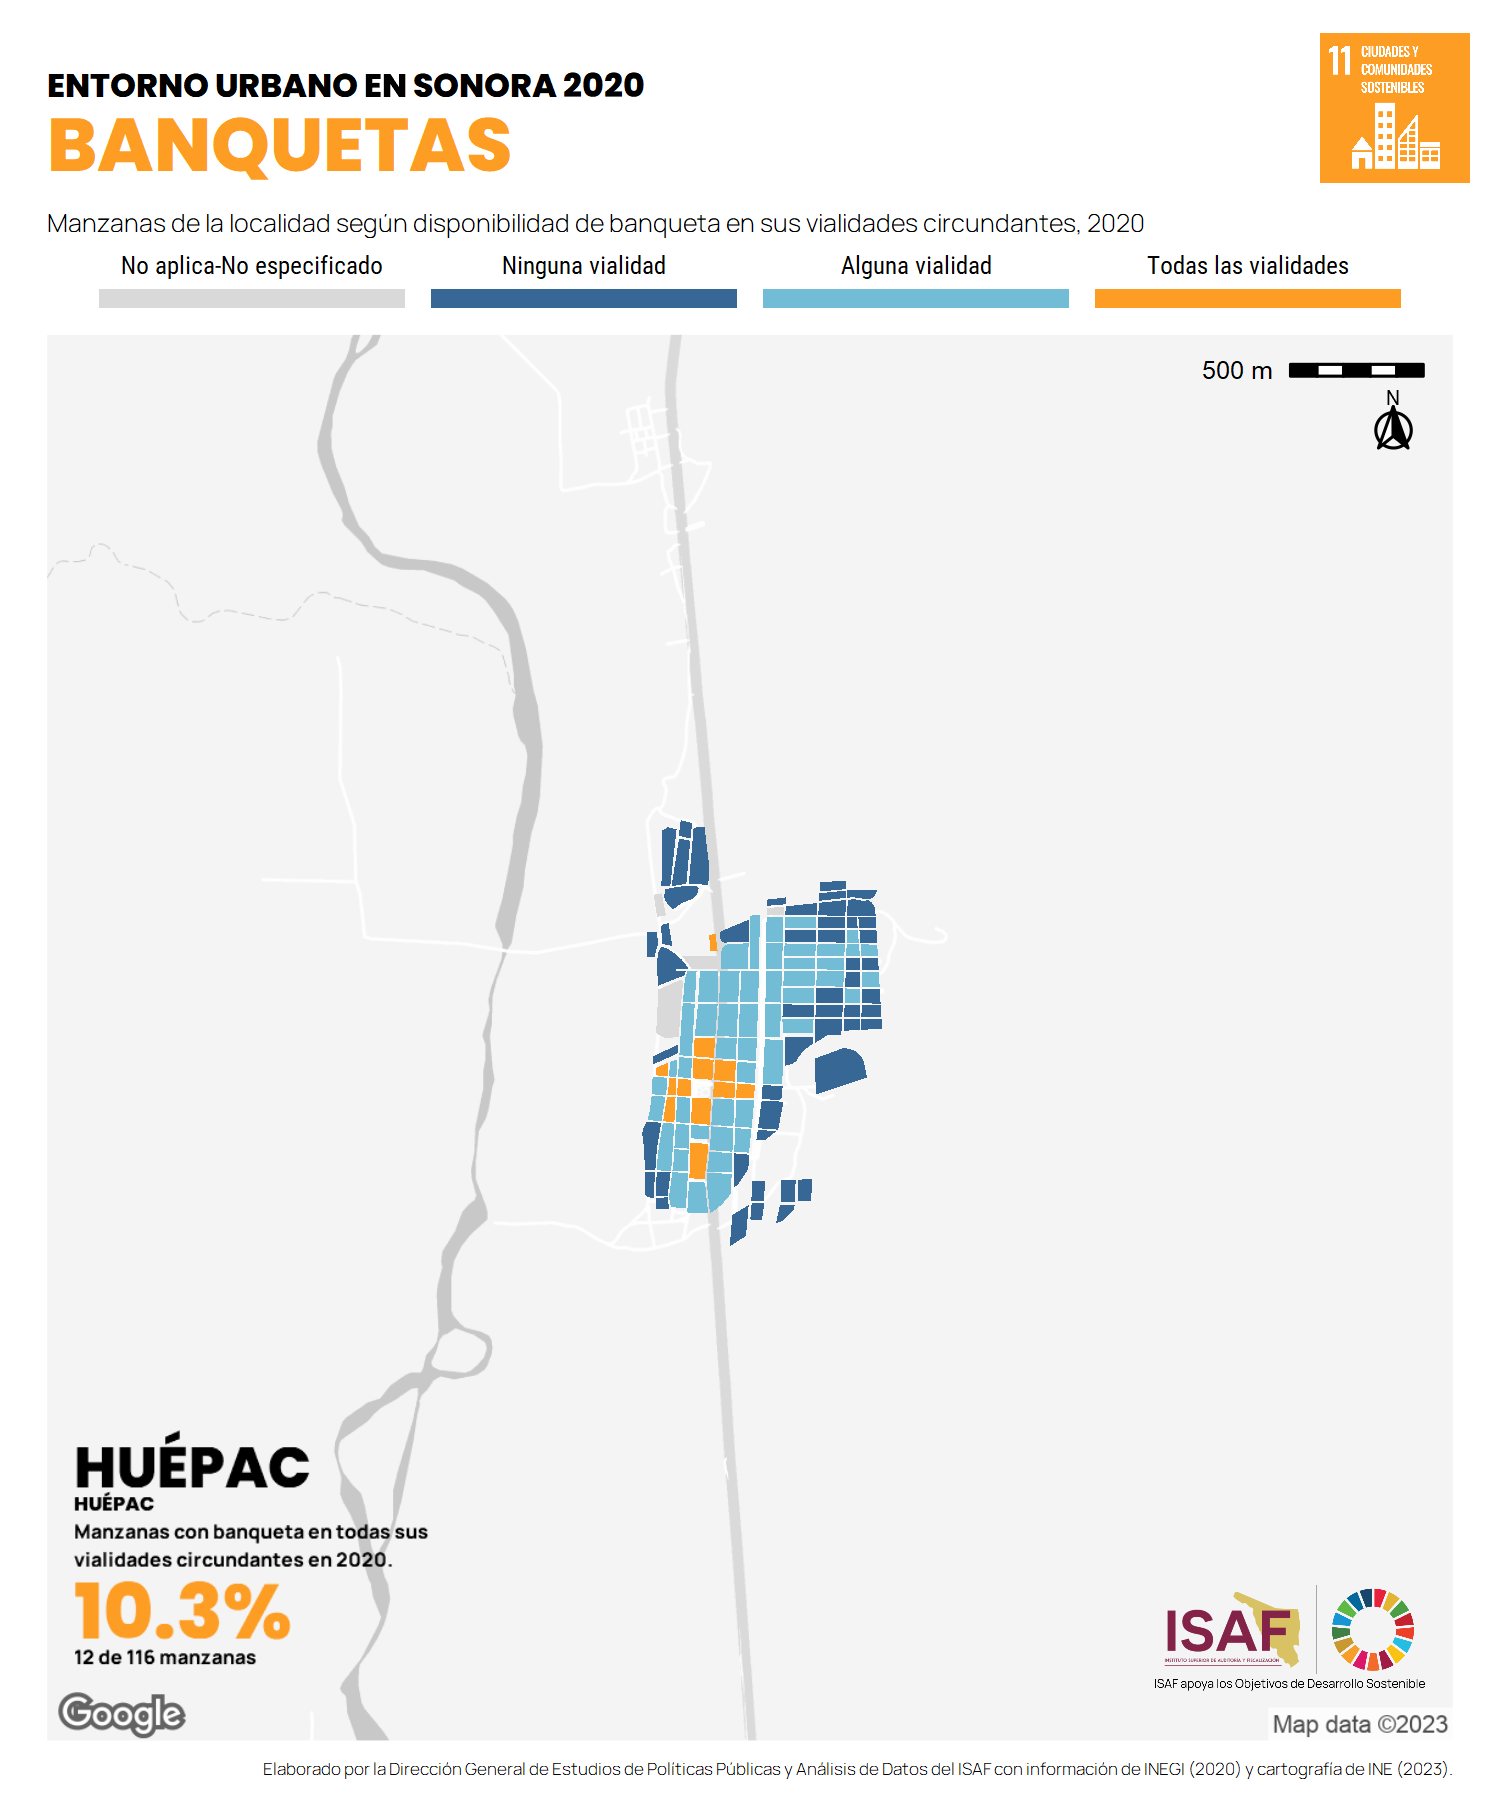 ENTORNO URBANO EN SONORA 2020
BANQUETAS
11 CIUDADES Y
COMUNIDADES
SOSTENIBLES
Manzanas de la localidad según disponibilidad de banqueta en sus vialidades circundantes, 2020
No aplica-No especificado
Ninguna vialidad
Alguna vialidad
Todas las vialidades
500 m
N
HUÉPAC
HUÉPAC
Manzanas con banqueta en todas sus
vialidades circundantes en 2020.
10.3%
12 de 116 manzanas
Google
ISAF
INSTITUTO SUPERIOR DE AUDITORÍA Y FISCALIZACIÓN
ISAF apoya los Objetivos de Desarrollo Sostenible
Map data ©2023
Elaborado por la Dirección General de Estudios de Políticas Públicas y Análisis de Datos del ISAF con información de INEGI (2020) y cartografía de INE (2023).